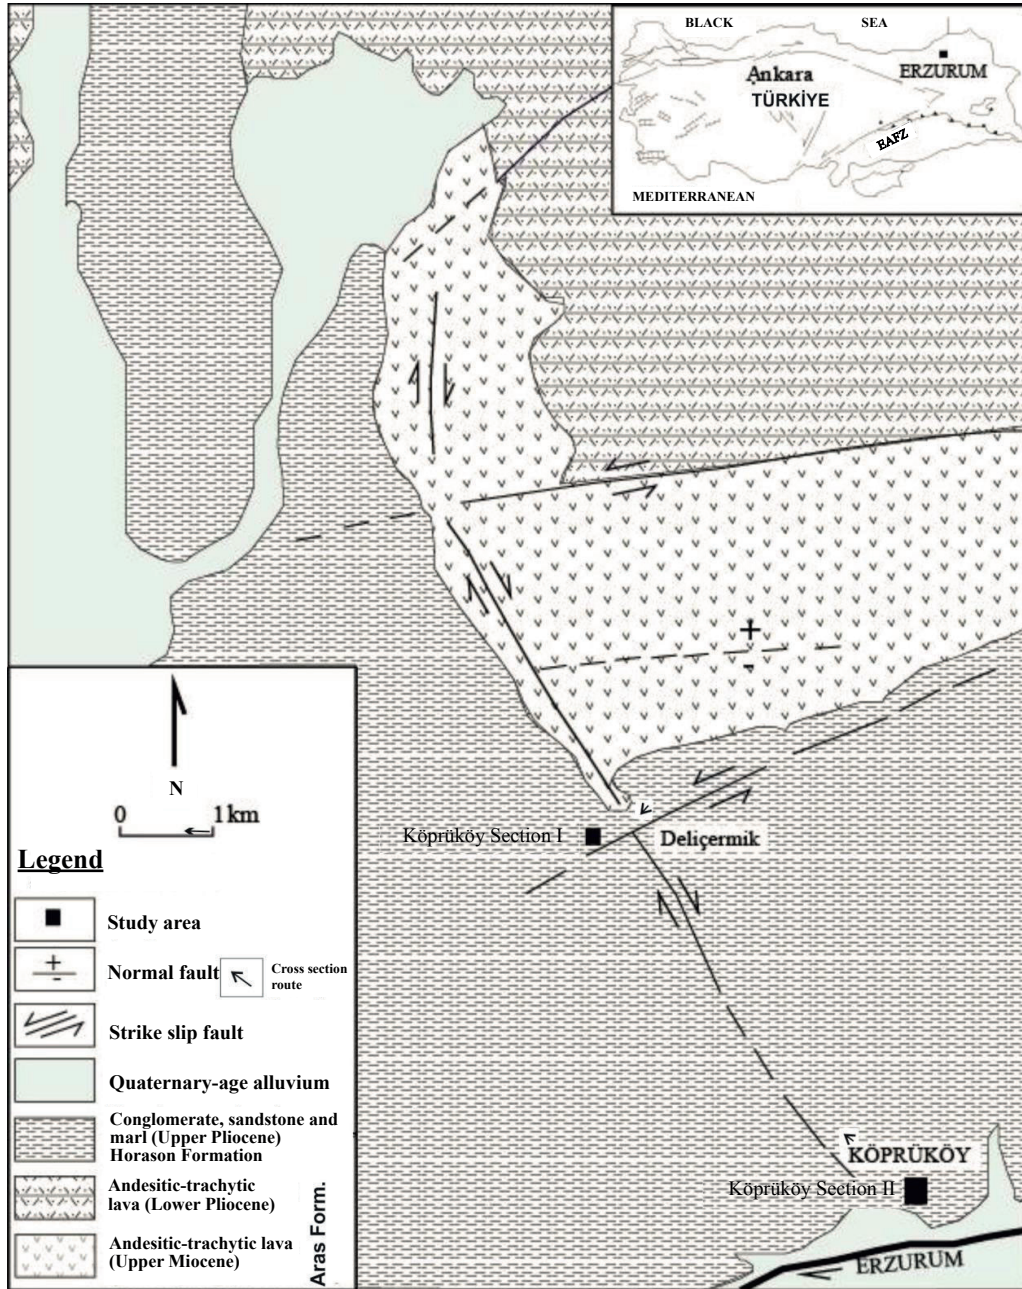 BLACK SEA
ERZURUM
Ankara
TÜRKİYE
EAFZ
MEDITERRANEAN
+
-
N
0 1 km
Köprüköy Section I
Deliçermik
Legend
Study area
+
-
Normal fault
Cross section
route
Strike slip fault
Quaternary-age alluvium
Conglomerate, sandstone and
marl (Upper Pliocene)
Horason Formation
Andesitic-trachytic
lava (Lower Pliocene)
Andesitic-trachytic lava
(Upper Miocene)
Aras Form.
KÖPRÜKÖY
Köprüköy Section II
ERZURUM